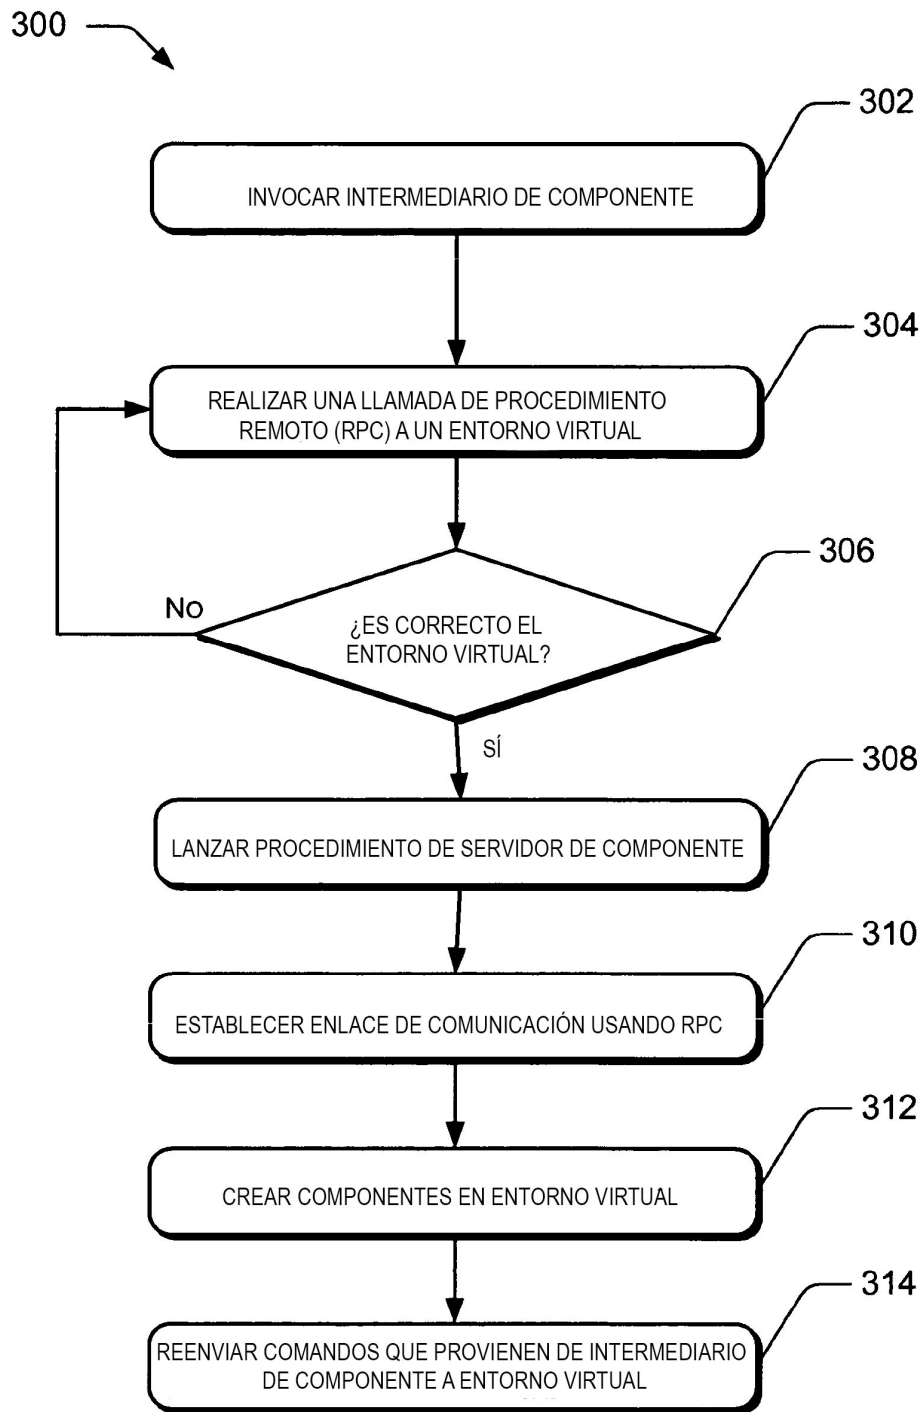 300
302
INVOCAR INTERMEDIARIO DE COMPONENTE
304
REALIZAR UNA LLAMADA DE PROCEDIMIENTO
REMOTO (RPC) A UN ENTORNO VIRTUAL
306
No
¿ES CORRECTO EL
ENTORNO VIRTUAL?
SÍ
308
LANZAR PROCEDIMIENTO DE SERVIDOR DE COMPONENTE
310
ESTABLECER ENLACE DE COMUNICACIÓN USANDO RPC
312
CREAR COMPONENTES EN ENTORNO VIRTUAL
314
REENVIAR COMANDOS QUE PROVIENEN DE INTERMEDIARIO
DE COMPONENTE A ENTORNO VIRTUAL